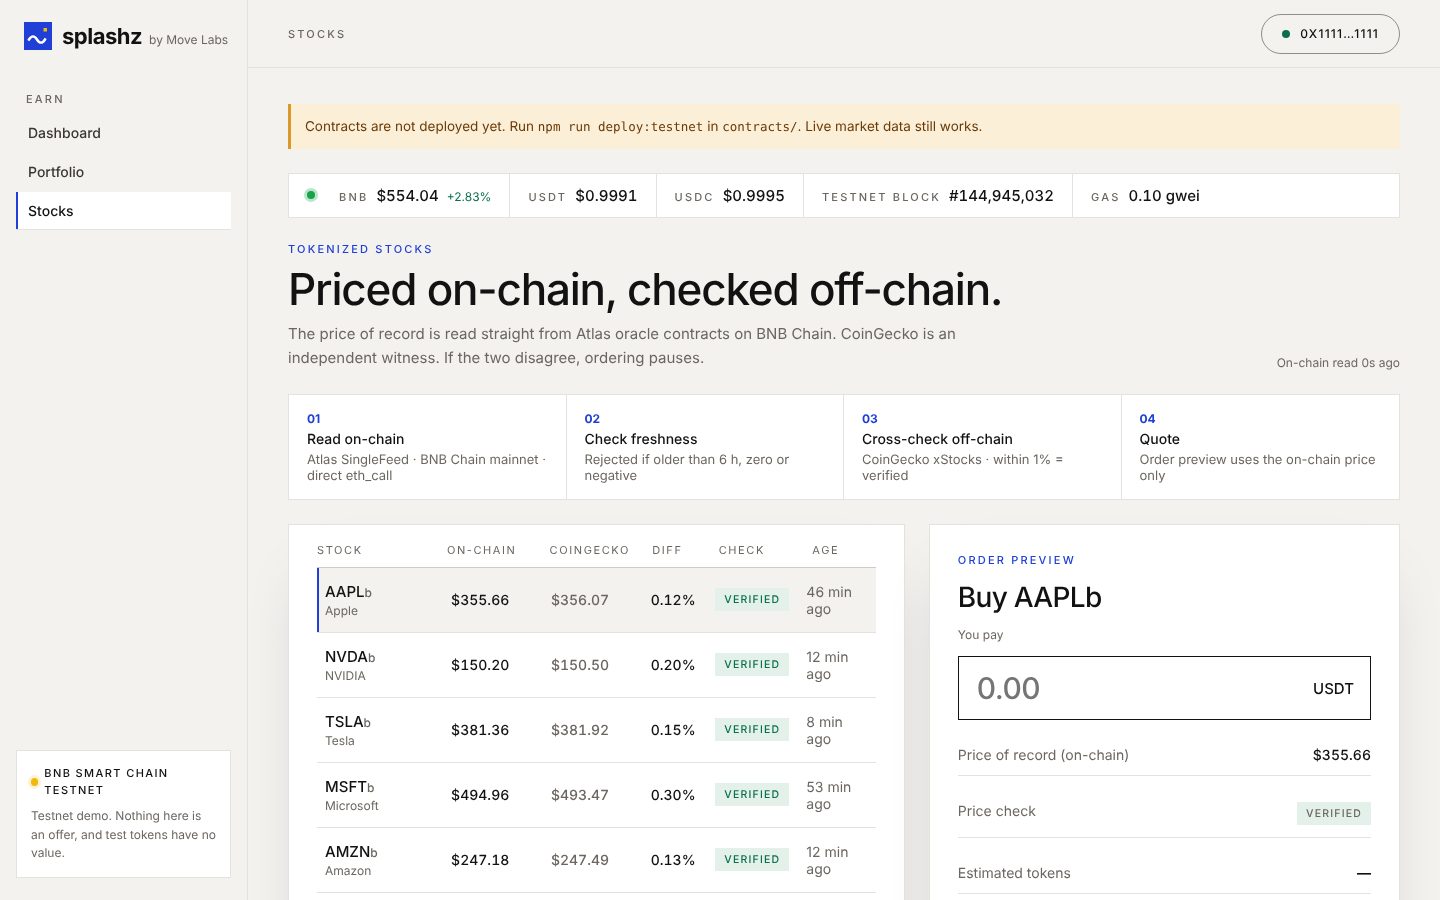 splashz by Move Labs
STOCKS
0X1111...1111
EARN
Dashboard
Portfolio
Stocks
Contracts are not deployed yet. Run npm run deploy:testnet in contracts/. Live market data still works.
BNB $554.04 +2.83% USDT $0.9991 USDC $0.9995 TESTNET BLOCK #144,945,032 GAS 0.10 gwei
TOKENIZED STOCKS
Priced on-chain, checked off-chain.
The price of record is read straight from Atlas oracle contracts on BNB Chain. CoinGecko is an
independent witness. If the two disagree, ordering pauses.
On-chain read 0s ago
01
Read on-chain
Atlas SingleFeed · BNB Chain mainnet ·
direct eth_call
02
Check freshness
Rejected if older than 6 h, zero or
negative
03
Cross-check off-chain
CoinGecko xStocks · within 1% =
verified
04
Quote
Order preview uses the on-chain price
only
STOCK ON-CHAIN COINGECKO DIFF CHECK AGE
AAPLb
Apple
$355.66 $356.07 0.12% VERIFIED 46 min
ago
NVDAb
NVIDIA
$150.20 $150.50 0.20% VERIFIED 12 min
ago
TSLAb
Tesla
$381.36 $381.92 0.15% VERIFIED 8 min
ago
MSFTb
Microsoft
$494.96 $493.47 0.30% VERIFIED 53 min
ago
AMZNb
Amazon
$247.18 $247.49 0.13% VERIFIED 12 min
ago
ORDER PREVIEW
Buy AAPLb
You pay
0.00 USDT
Price of record (on-chain) $355.66
Price check VERIFIED
Estimated tokens —
BNB SMART CHAIN
TESTNET
Testnet demo. Nothing here is
an offer, and test tokens have no
value.